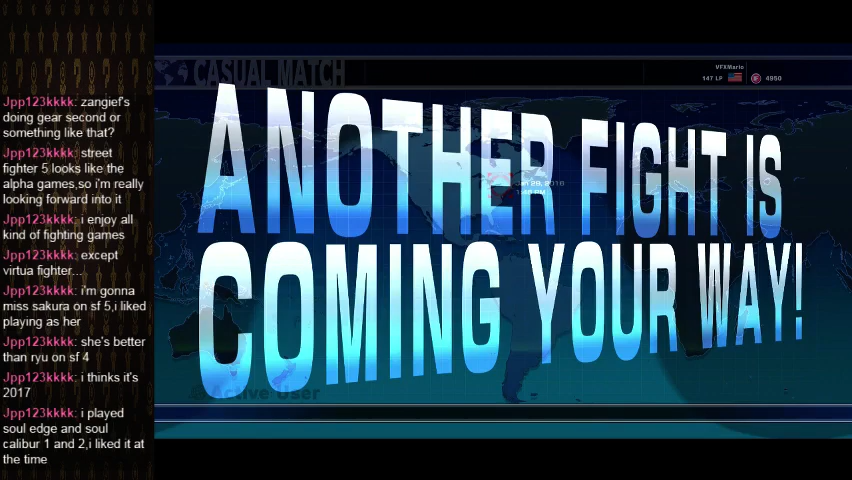 Jpp123kkkk: zangief's
doing gear second or
something like that?
Jpp123kkkk: street
fighter 5 looks like the
alpha games,so i'm really
looking forward into it
Jpp123kkkk: i enjoy all
kind of fighting games
Jpp123kkkk: except
virtua fighter...
Jpp123kkkk: i'm gonna
miss sakura on sf 5,i liked
playing as her
Jpp123kkkk: she's better
than ryu on sf 4
Jpp123kkkk: i thinks it's
2017
Jpp123kkkk: i played
soul edge and soul
calibur 1 and 2,i liked it at
the time
CASUAL MATCH
VFXMario
147 LP 4950
ANOTHER FIGHT IS
COMING YOUR WAY!
Active User